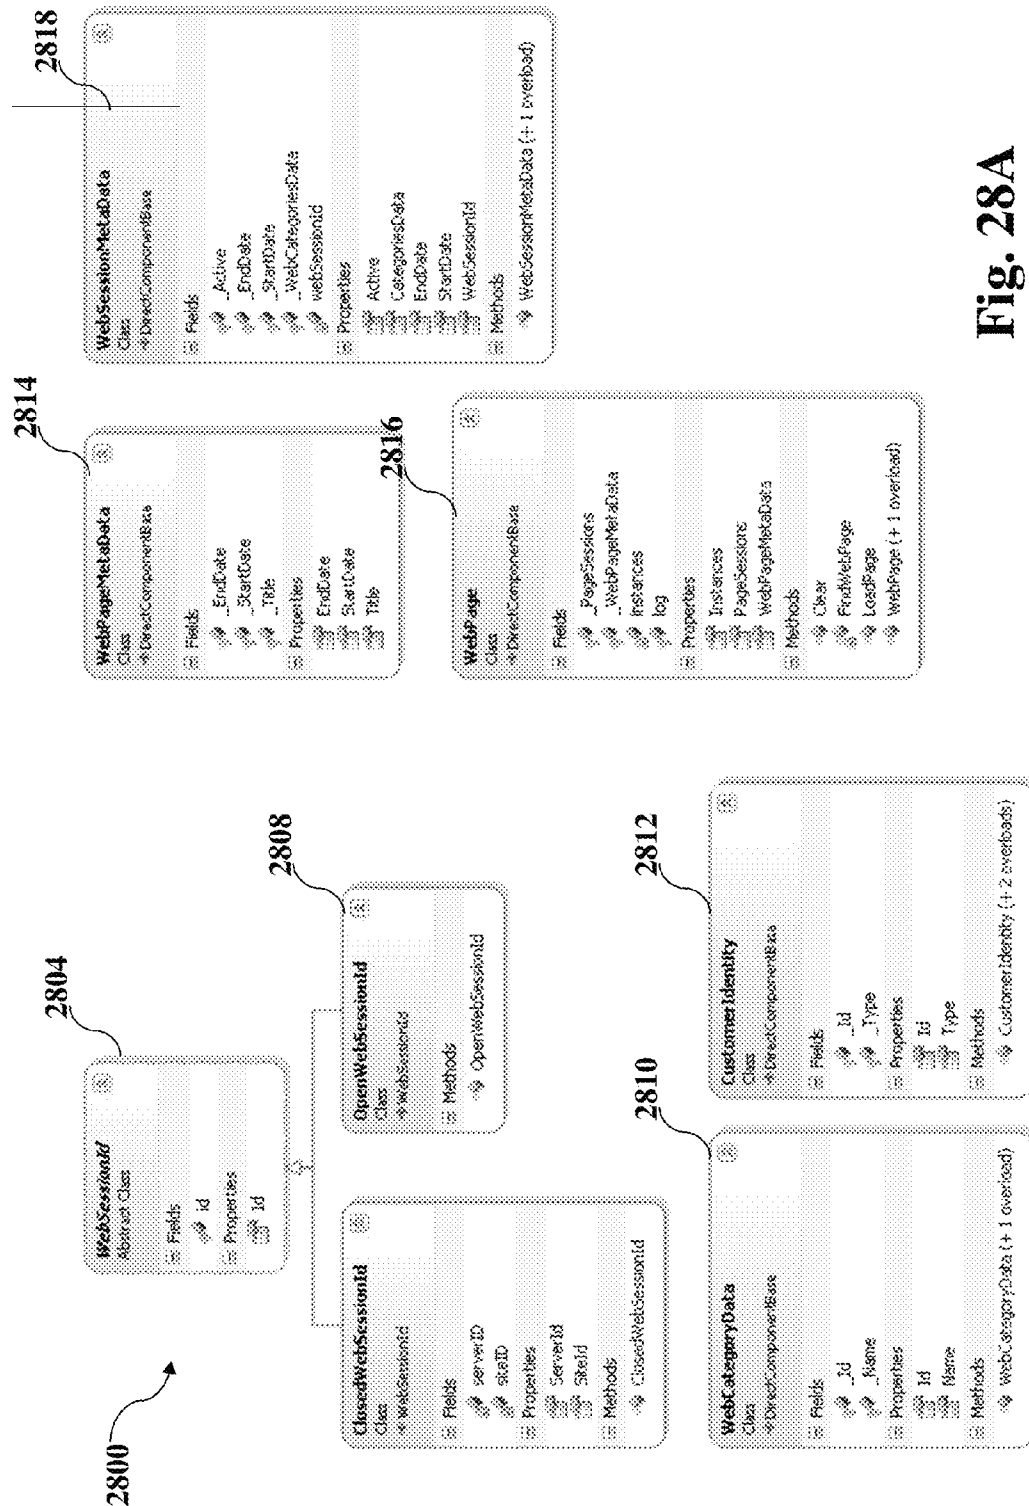 2800
2804
WebSessionId
Abstract Class
Fields
id
Properties
Id
ClosedWebSessionId
Class
WebSessionId
Fields
serverID
siteID
Properties
ServerId
SiteId
Methods
ClosedWebSessionId
2808
OpenWebSessionId
Class
WebSessionId
Methods
OpenWebSessionId
2810
WebCategoryData
Class
DirectComponentBase
Fields
_Id
_Name
Properties
Id
Name
Methods
WebCategoryData (+ 1 overload)
2812
CustomerIdentity
Class
DirectComponentBase
Fields
_Id
_Type
Properties
Id
Type
Methods
CustomerIdentity (+ 2 overloads)
2814
WebPageMetaData
Class
DirectComponentBase
Fields
_EndDate
_StartDate
_Title
Properties
EndDate
StartDate
Title
2816
WebPage
Class
DirectComponentBase
Fields
_PageSessions
_WebPageMetaData
instances
log
Properties
Instances
PageSessions
WebPageMetaData
Methods
Clear
FindWebPage
LoadPage
WebPage (+ 1 overload)
2818
WebSessionMetaData
Class
DirectComponentBase
Fields
_Active
_EndDate
_StartDate
_WebCategoriesData
webSessionId
Properties
Active
CategoriesData
EndDate
StartDate
WebSessionId
Methods
WebSessionMetaData (+ 1 overload)
Fig. 28A